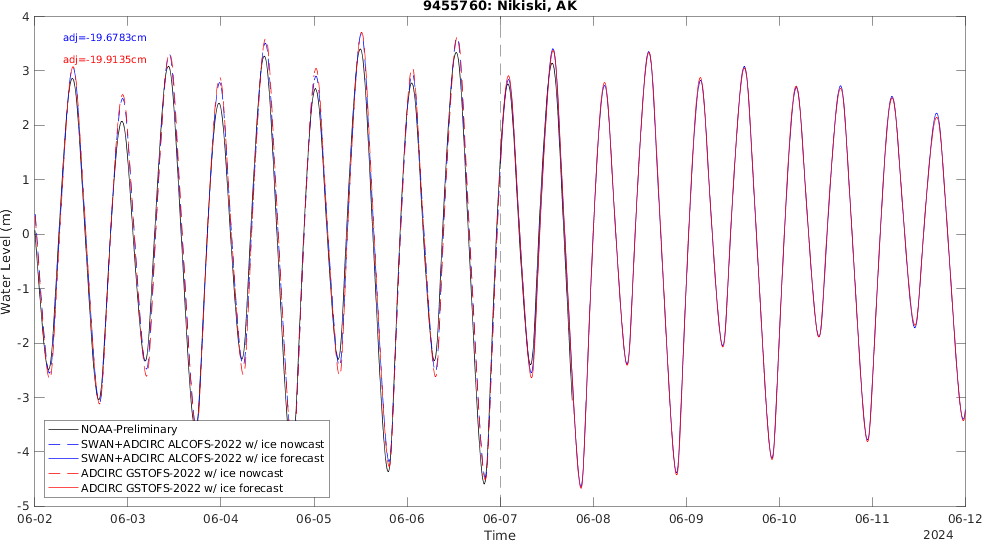 9455760: Nikiski, AK
adj=-19.6783cm
adj=-19.9135cm
Water Level (m)
4
3
2
1
0
-1
-2
-3
-4
-5
NOAA-Preliminary
SWAN+ADCIRC ALCOFS-2022 w/ ice nowcast
SWAN+ADCIRC ALCOFS-2022 w/ ice forecast
ADCIRC GSTOFS-2022 w/ ice nowcast
ADCIRC GSTOFS-2022 w/ ice forecast
06-02 06-03 06-04 06-05 06-06 06-07 06-08 06-09 06-10 06-11 06-12
Time
2024